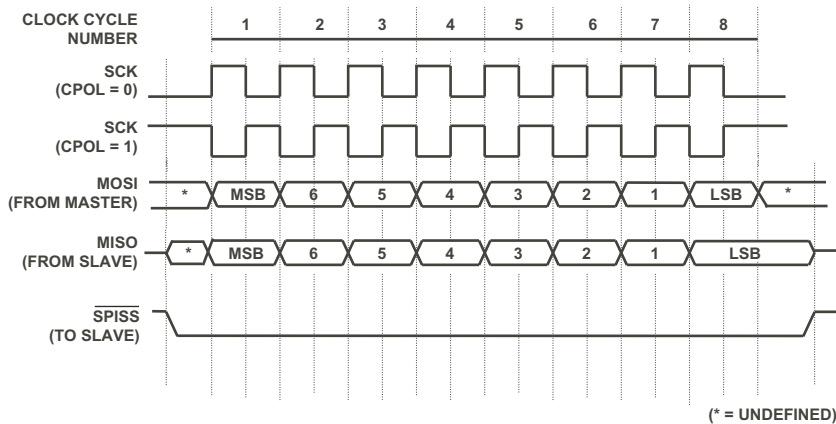 CLOCK CYCLE
NUMBER
1 2 3 4 5 6 7 8
SCK
(CPOL = 0)
SCK
(CPOL = 1)
MOSI
(FROM MASTER)
* MSB 6 5 4 3 2 1 LSB *
MISO
(FROM SLAVE)
* MSB 6 5 4 3 2 1 LSB
SPISS
(TO SLAVE)
(* = UNDEFINED)